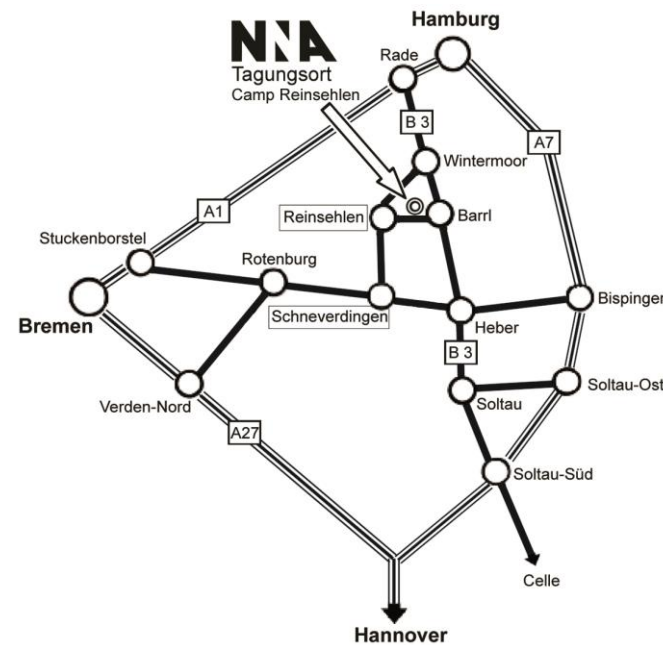 Hamburg
NNA
Rade
Tagungsort
Camp Reinsehlen
B 3
A7
Wintermoor
A1
Reinsehlen
Barrl
Stuckenborstel
Rotenburg
Bispingen
Schneverdingen
Heber
Bremen
B 3
Soltau-Ost
Soltau
Verden-Nord
A27
Soltau-Süd
Celle
Hannover